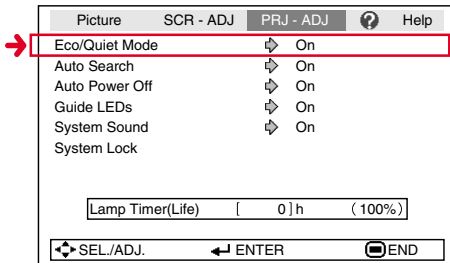 Picture SCR - ADJ PRJ - ADJ ? Help
Eco/Quiet Mode On
Auto Search On
Auto Power Off On
Guide LEDs On
System Sound On
System Lock
Lamp Timer(Life) [ 0 ] h ( 100% )
SEL./ADJ. ENTER END